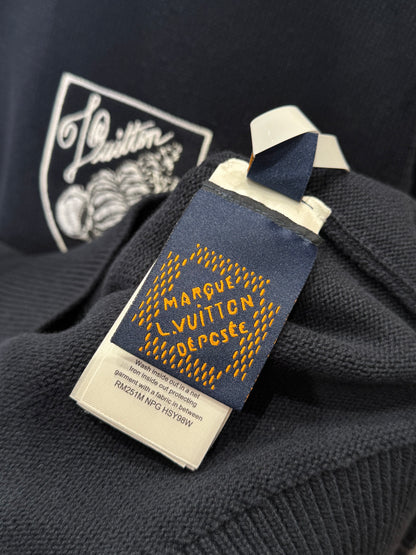 L Vuitton
MARQUE
L.VUITTON
DÉPOSÉE
Wash inside out in a net
Iron inside out protecting
garment with a fabric in between
RM251M NPG HSY98W